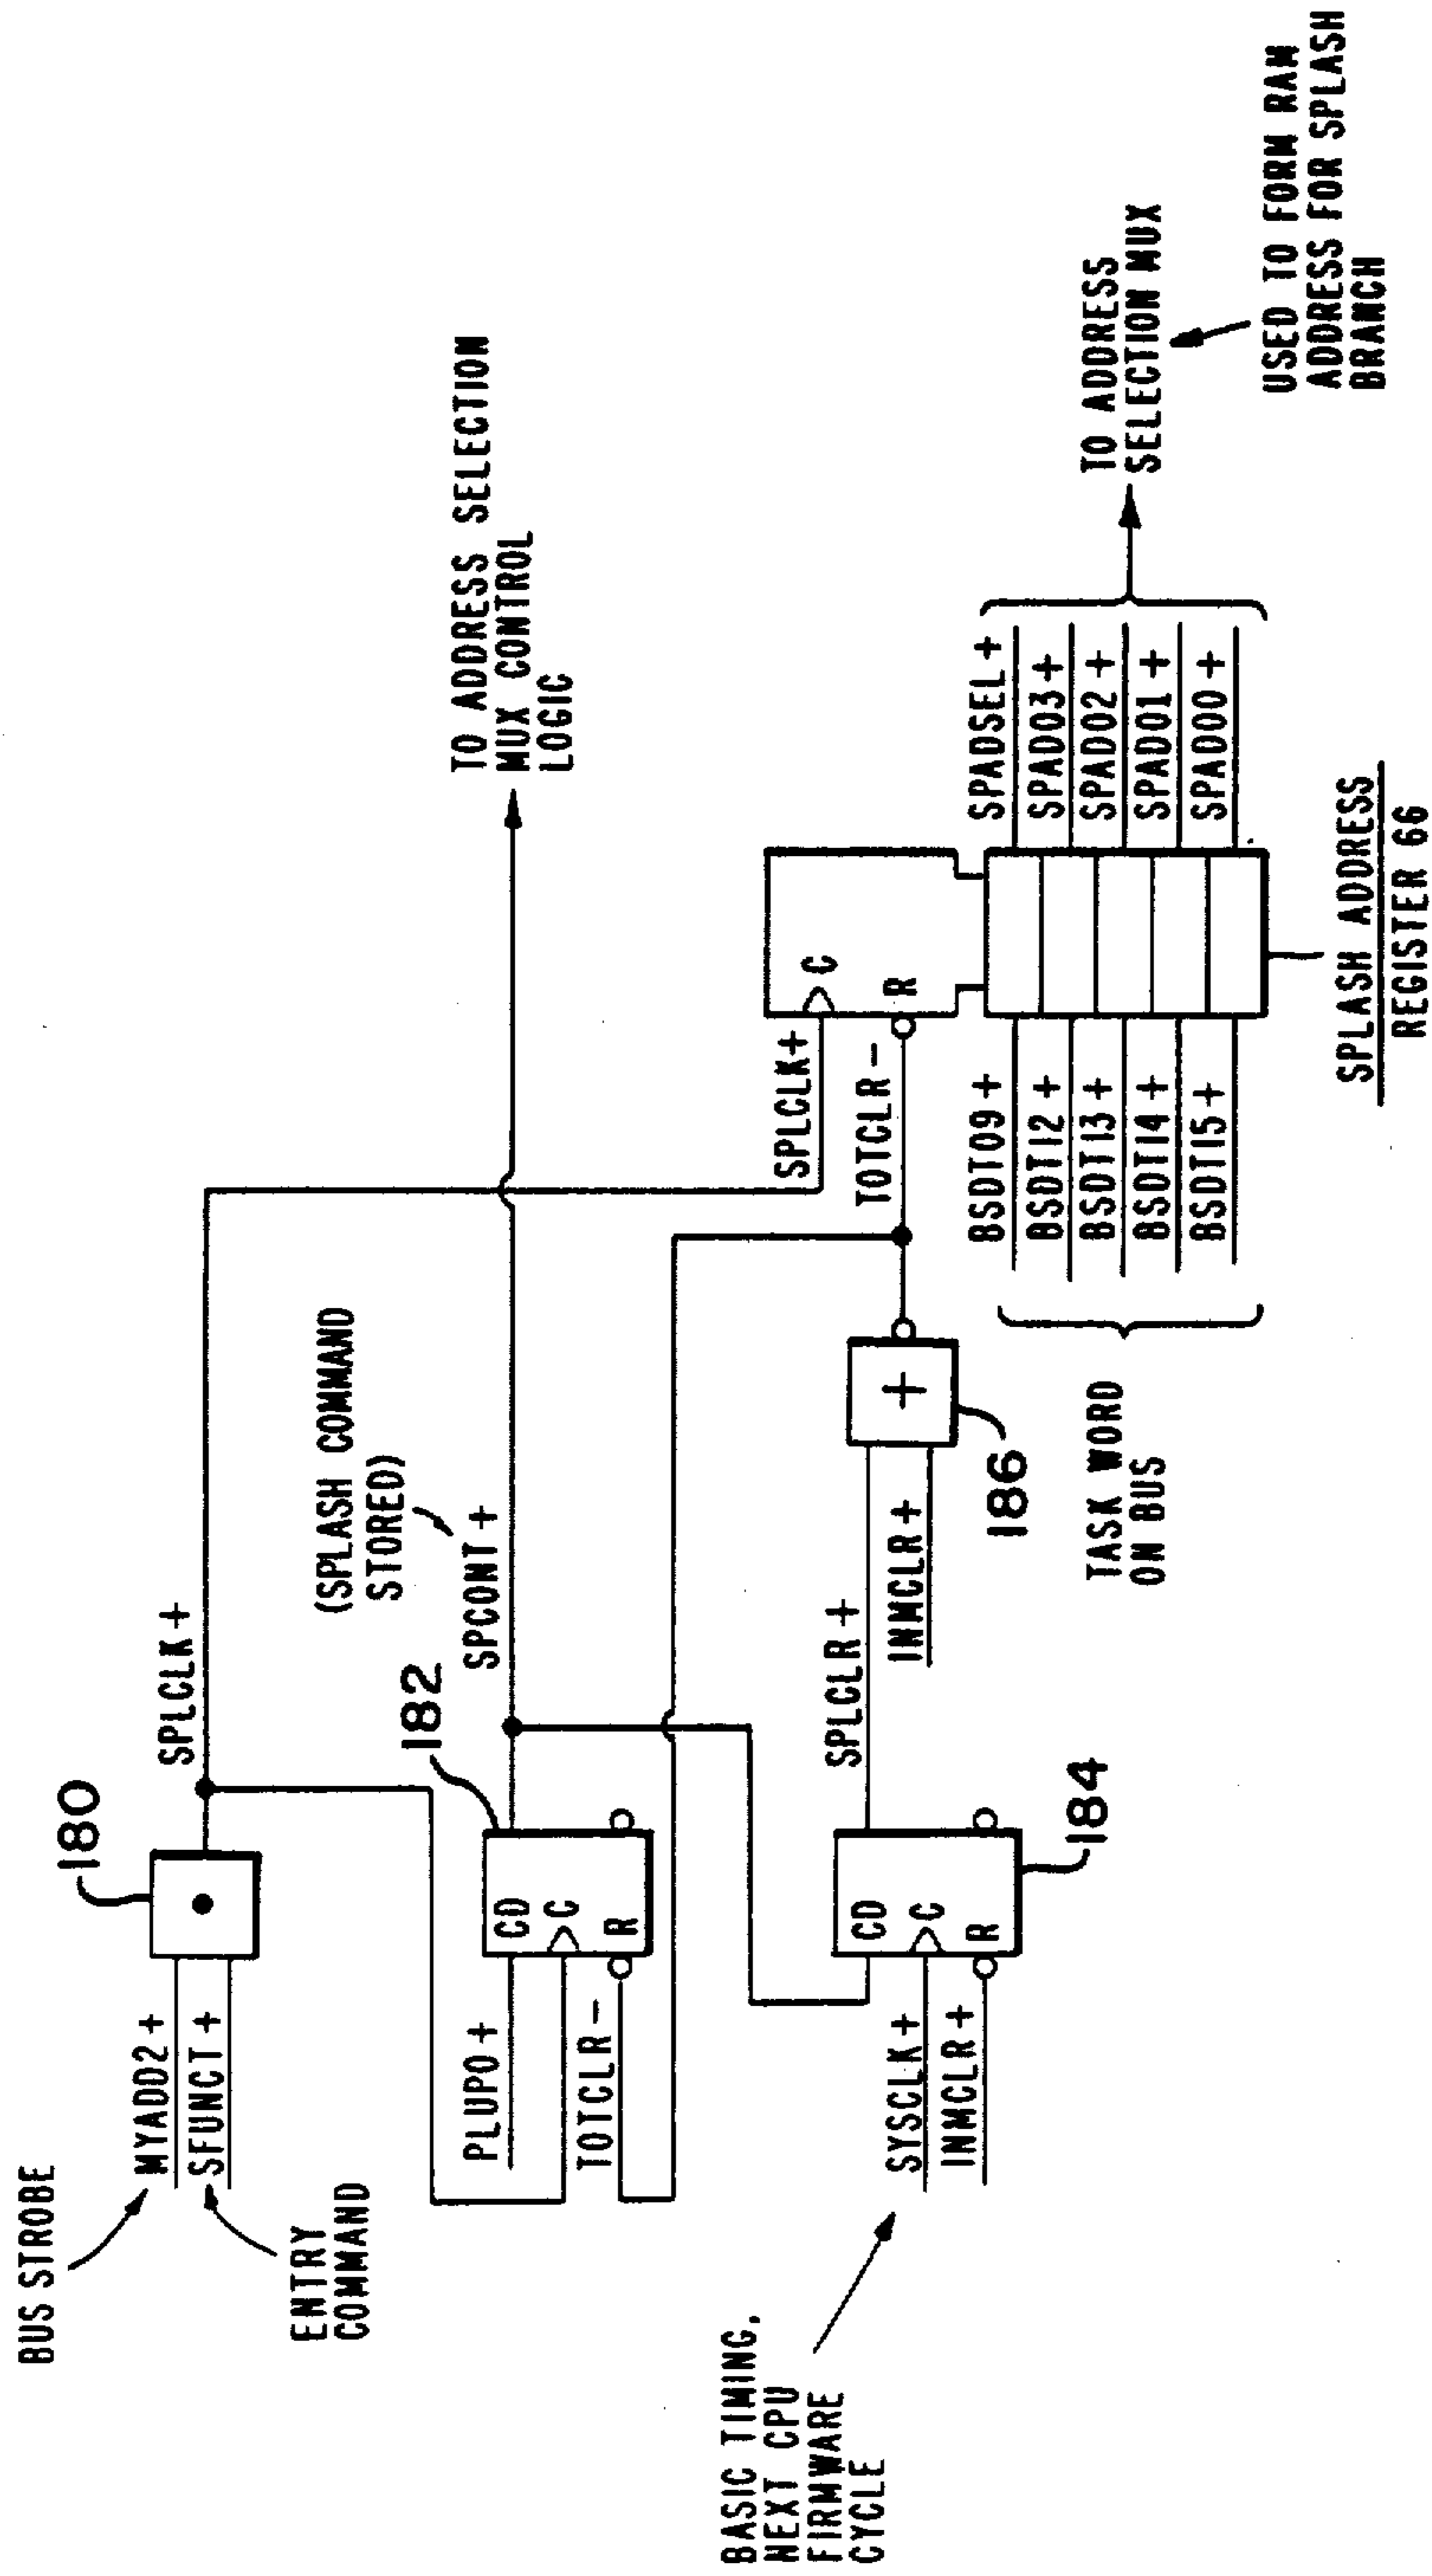 BUS STROBE
MYADD2+
SFUNCT+
ENTRY
COMMAND
180
SPLCLK+
(SPLASH COMMAND
STORED)
SPCONT+
182
PLUPO+
TOTCLR-
CD
C
R
TO ADDRESS SELECTION
MUX CONTROL
LOGIC
BASIC TIMING,
NEXT CPU
FIRMWARE
CYCLE
SYSCLK+
INMCLR+
CD
C
R
184
SPLCLR+
INMCLR+
186
SPLCLK+
TOTCLR-
C
R
TASK WORD
ON BUS
BSDT09+
BSDT12+
BSDT13+
BSDT14+
BSDT15+
SPADSEL+
SPAD03+
SPAD02+
SPAD01+
SPAD00+
SPLASH ADDRESS
REGISTER 66
TO ADDRESS
SELECTION MUX
USED TO FORM RAM
ADDRESS FOR SPLASH
BRANCH